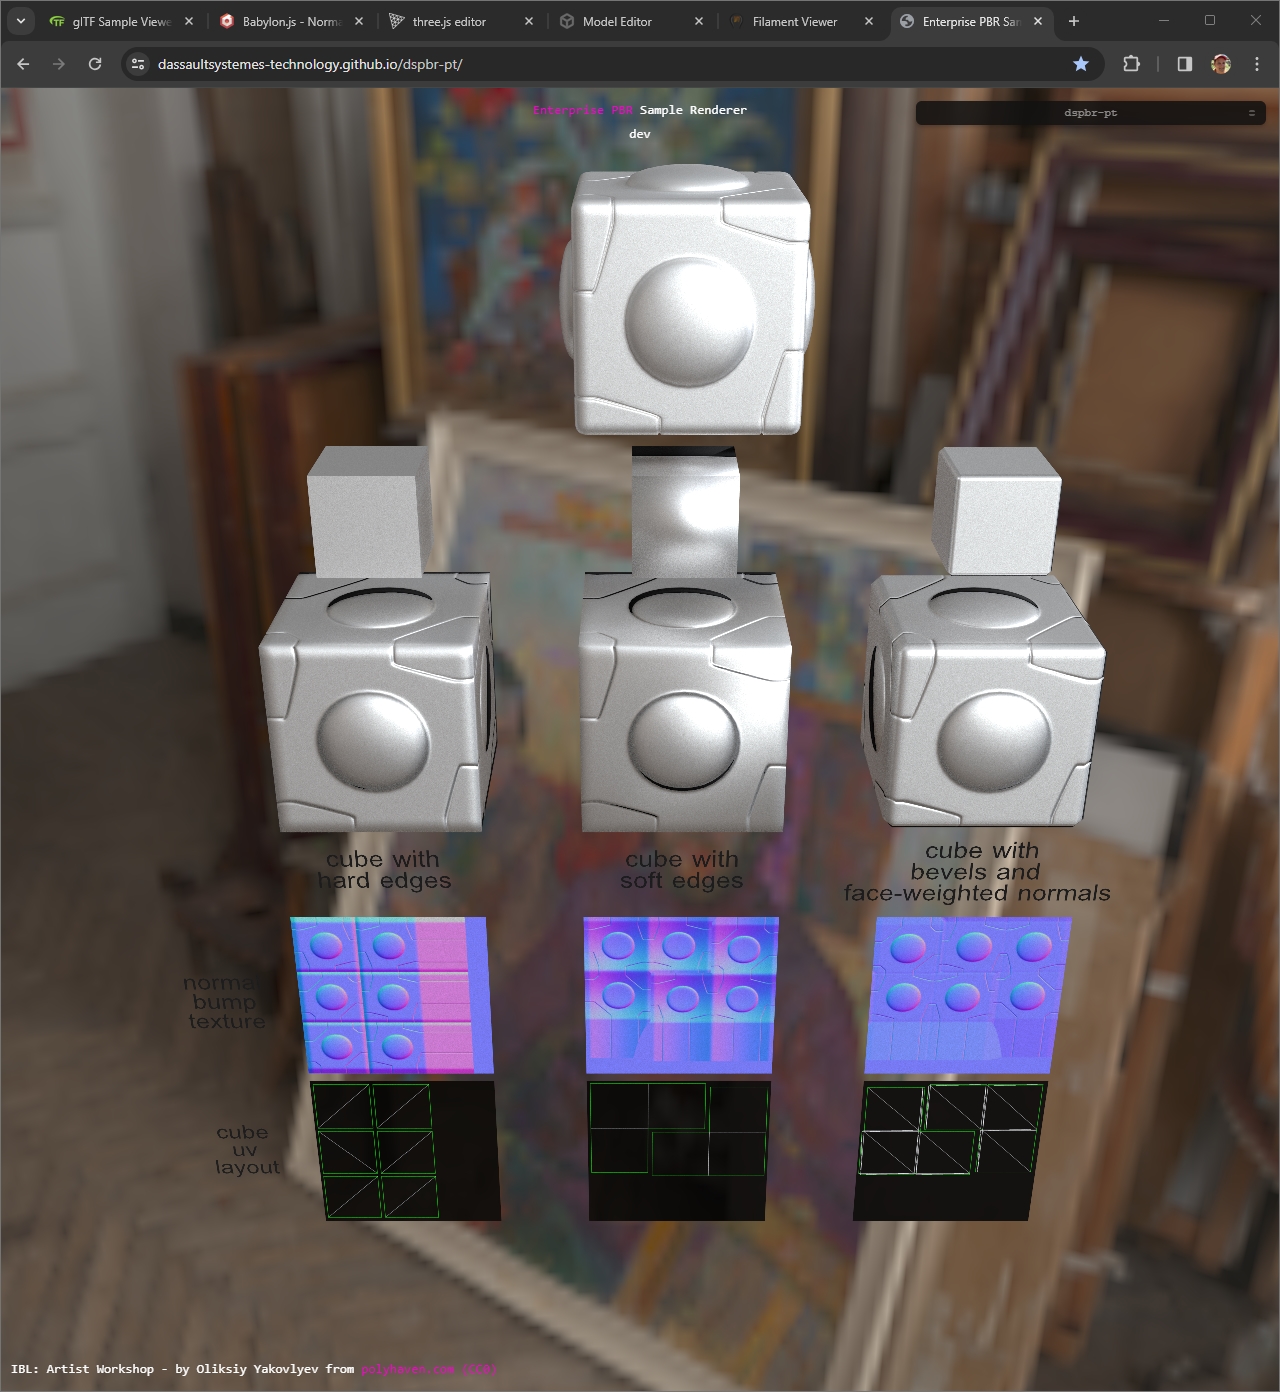 glTF Sample Viewe
Babylon.js - Norma
three.js editor
Model Editor
Filament Viewer
Enterprise PBR San
dassaultsystemes-technology.github.io/dspbr-pt/
Enterprise PBR Sample Renderer
dev
dspbr-pt
cube with
hard edges
cube with
soft edges
cube with
bevels and
face-weighted normals
normal
bump
texture
cube
uv
layout
IBL: Artist Workshop - by Oliksiy Yakovlyev from polyhaven.com (CC0)